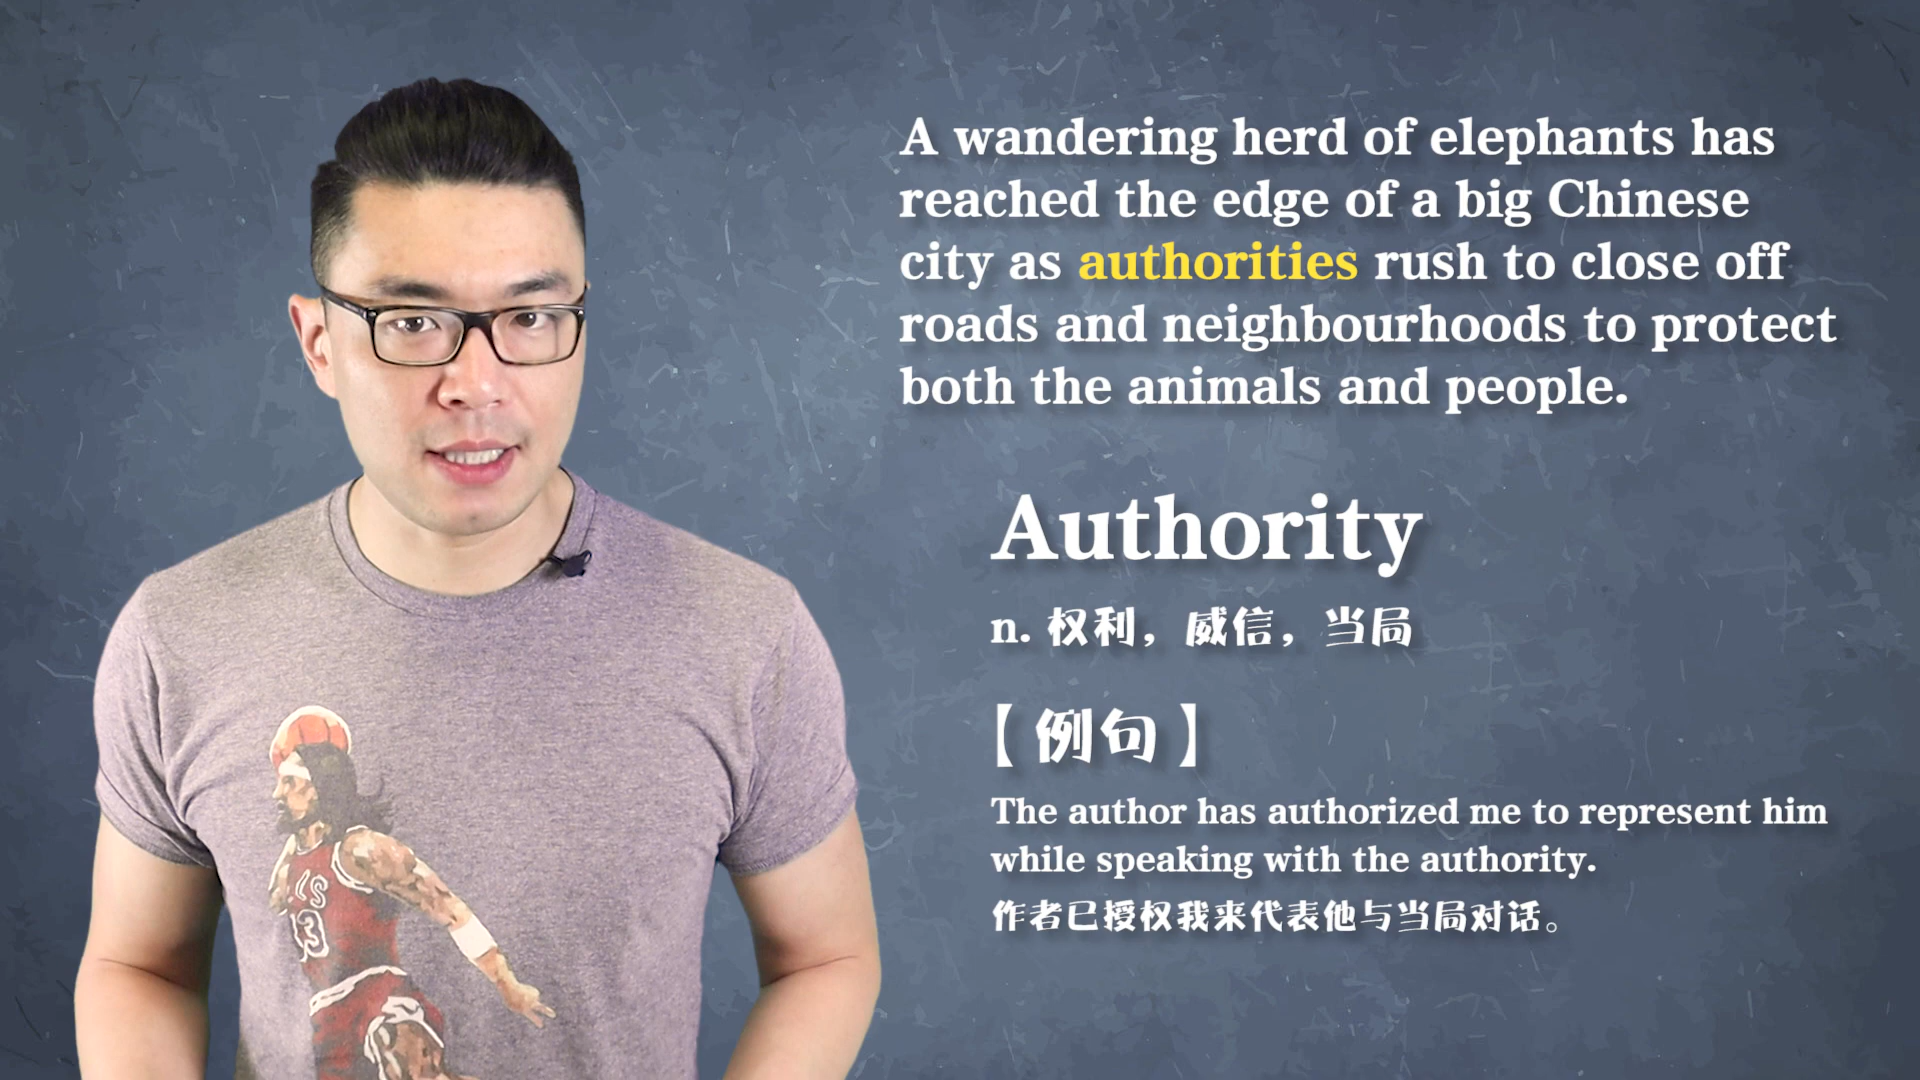 A wandering herd of elephants has
reached the edge of a big Chinese
city as authorities rush to close off
roads and neighbourhoods to protect
both the animals and people.
Authority
n. 权利，威信，当局
【例句】
The author has authorized me to represent him
while speaking with the authority.
作者已授权我来代表他与当局对话。
LS
13